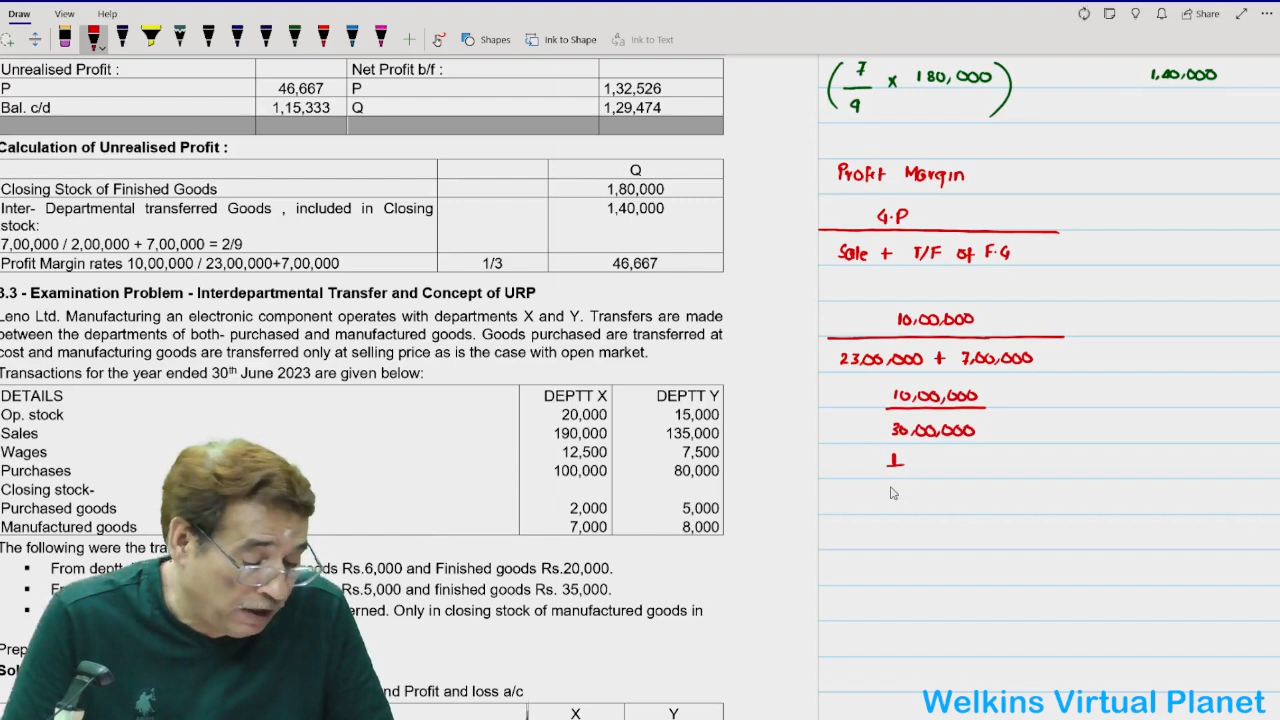 Draw View Help Share
Shapes Ink to Shape Ink to Text
Unreleased Profit : Net Profit b/f :
P 46,667 P 1,32,526
Bal. c/d 1,15,333 Q 1,29,474
Calculation of Unrealised Profit :
Q
Closing Stock of Finished Goods 1,80,000
Inter- Departmental transferred Goods , included in Closing 1,40,000
stock:
7,00,000 / 2,00,000 + 7,00,000 = 2/9
Profit Margin rates 10,00,000 / 23,00,000+7,00,000 1/3 46,667
3.3 - Examination Problem - Interdepartmental Transfer and Concept of URP
Leno Ltd. Manufacturing an electronic component operates with departments X and Y. Transfers are made
between the departments of both- purchased and manufactured goods. Goods purchased are transferred at
cost and manufacturing goods are transferred only at selling price as is the case with open market.
Transactions for the year ended 30th June 2023 are given below:
DETAILS DEPTT X DEPTT Y
Op. stock 20,000 15,000
Sales 190,000 135,000
Wages 12,500 7,500
Purchases 100,000 80,000
Closing stock-
Purchased goods 2,000 5,000
Manufactured goods 7,000 8,000
The following were the tra
From dept Rs.6,000 and Finished goods Rs.20,000.
Rs.5,000 and finished goods Rs. 35,000.
Only in closing stock of manufactured goods in
Prep
Sol
nd Profit and loss a/c
X Y
(7/9 x 180,000) 1,40,000
Profit Margin
G.P
Sale + T/F of F.G
10,00,000
23,00,000 + 7,00,000
10,00,000
30,00,000
1
Welkins Virtual Planet